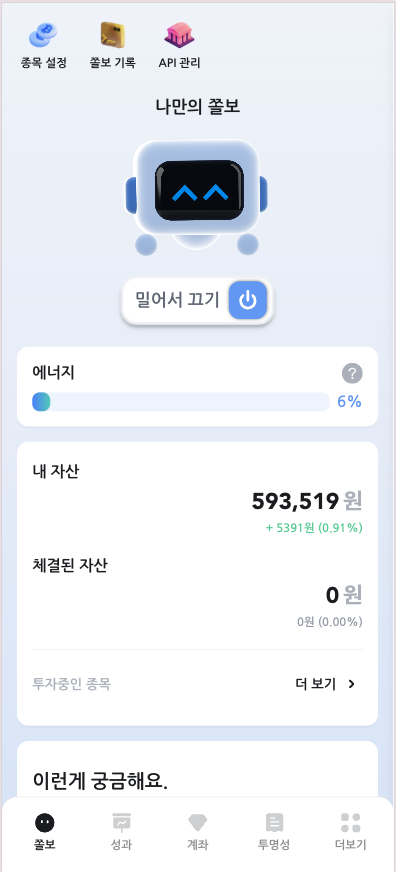 종목 설정 쫄보 기록 API 관리
나만의 쫄보
밀어서 끄기
에너지 ?
6%
내 자산
593,519 원
+ 5391원 (0.91%)
체결된 자산
0 원
0원 (0.00%)
투자중인 종목 더 보기 >
이런게 궁금해요.
쫄보 성과 계좌 투명성 더보기